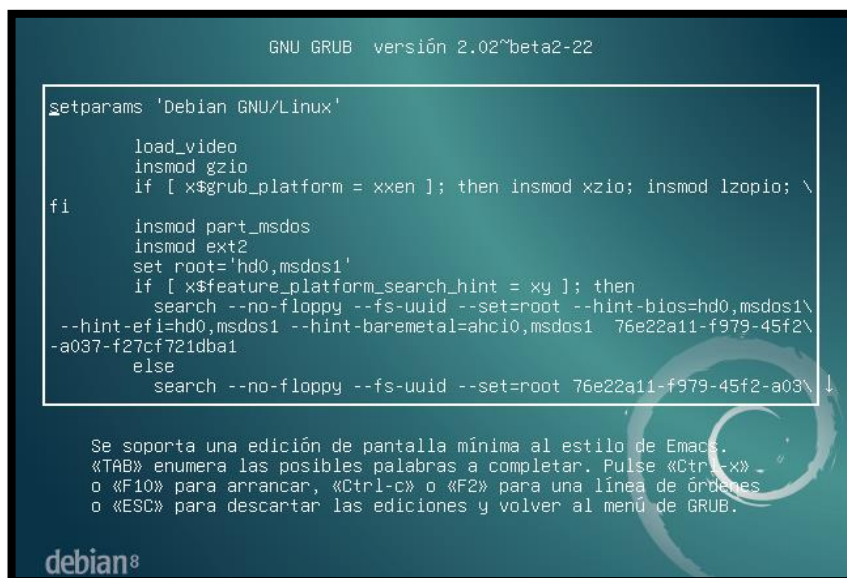 GNU GRUB  versión 2.02~beta2-22
setparams 'Debian GNU/Linux'
load_video
insmod gzio
if [ x$grub_platform = xxen ]; then insmod xzio; insmod lzopio; \
fi
insmod part_msdos
insmod ext2
set root='hd0,msdos1'
if [ x$feature_platform_search_hint = xy ]; then
search --no-floppy --fs-uuid --set=root --hint-bios=hd0,msdos1\
--hint-efi=hd0,msdos1 --hint-baremetal=ahci0,msdos1  76e22a11-f979-45f2\
-a037-f27cf721dba1
else
search --no-floppy --fs-uuid --set=root 76e22a11-f979-45f2-a03\ ↓
Se soporta una edición de pantalla mínima al estilo de Emacs.
«TAB» enumera las posibles palabras a completar. Pulse «Ctrl-x»
o «F10» para arrancar, «Ctrl-c» o «F2» para una línea de órdenes
o «ESC» para descartar las ediciones y volver al menú de GRUB.
debian8